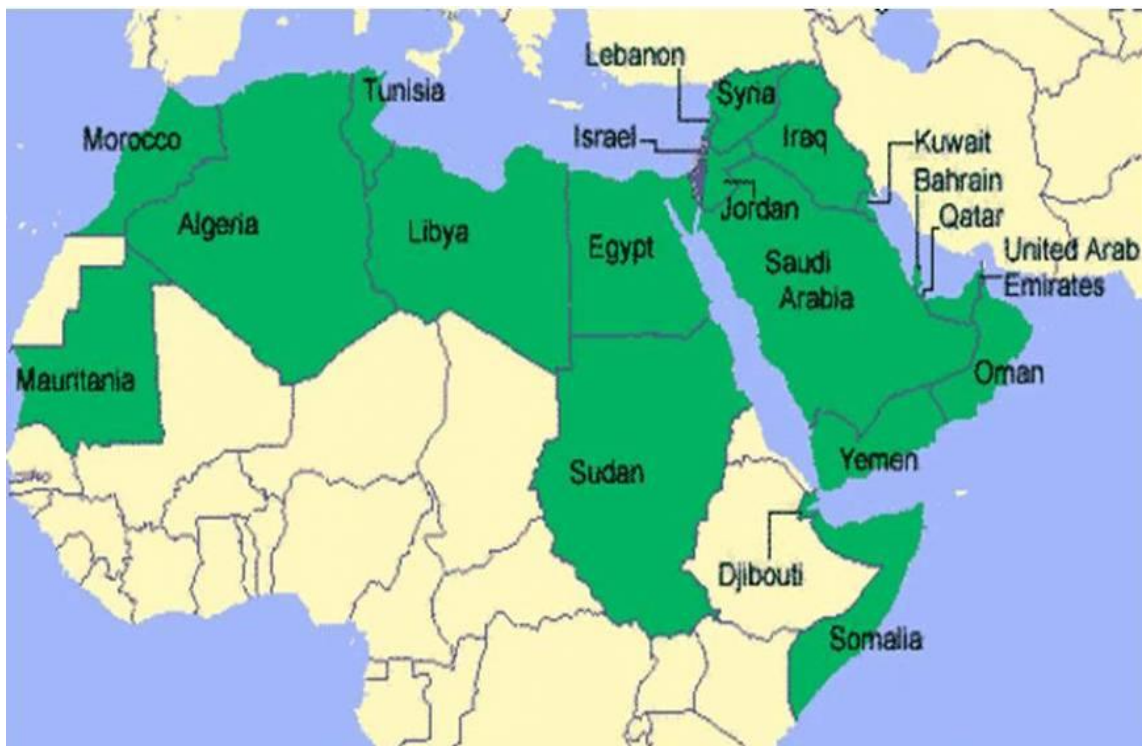 Lebanon
Tunisia
Syria
Morocco
Israel
Iraq
Kuwait
Bahrain
Jordan
Qatar
Algeria
Libya
Egypt
Saudi
Arabia
United Arab
Emirates
Mauritania
Oman
Sudan
Yemen
Djibouti
Somalia